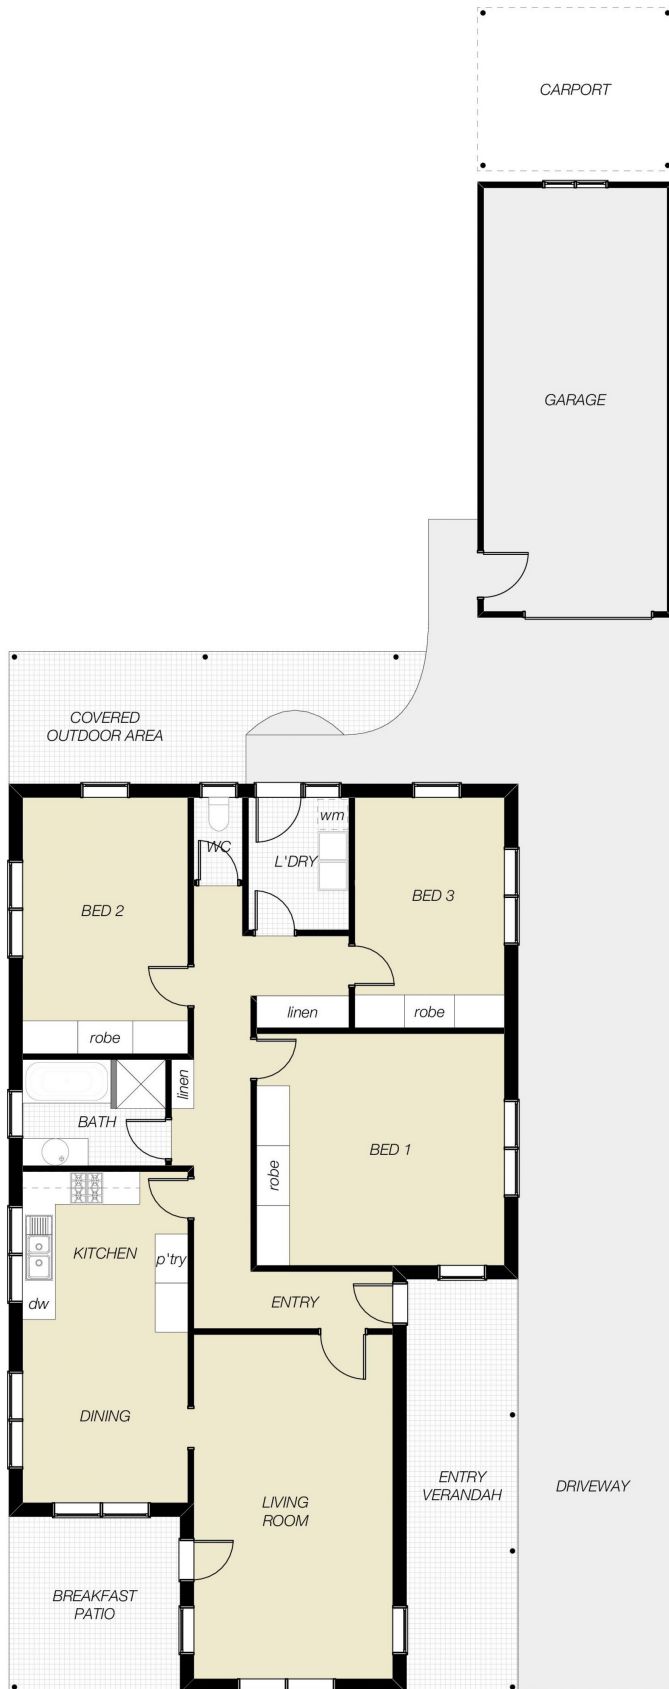 CARPORT
GARAGE
COVERED
OUTDOOR AREA
WC
wm
L'DRY
BED 2
BED 3
linen
robe
robe
linen
BATH
BED 1
robe
KITCHEN
p'try
dw
ENTRY
DINING
LIVING
ROOM
ENTRY
VERANDAH
DRIVEWAY
BREAKFAST
PATIO